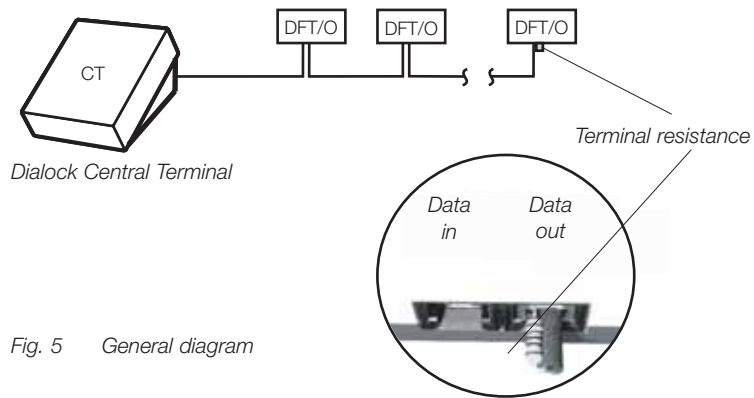 DFT/O DFT/O DFT/O
CT
Terminal resistance
Dialock Central Terminal
Data Data
in out
Fig. 5 General diagram